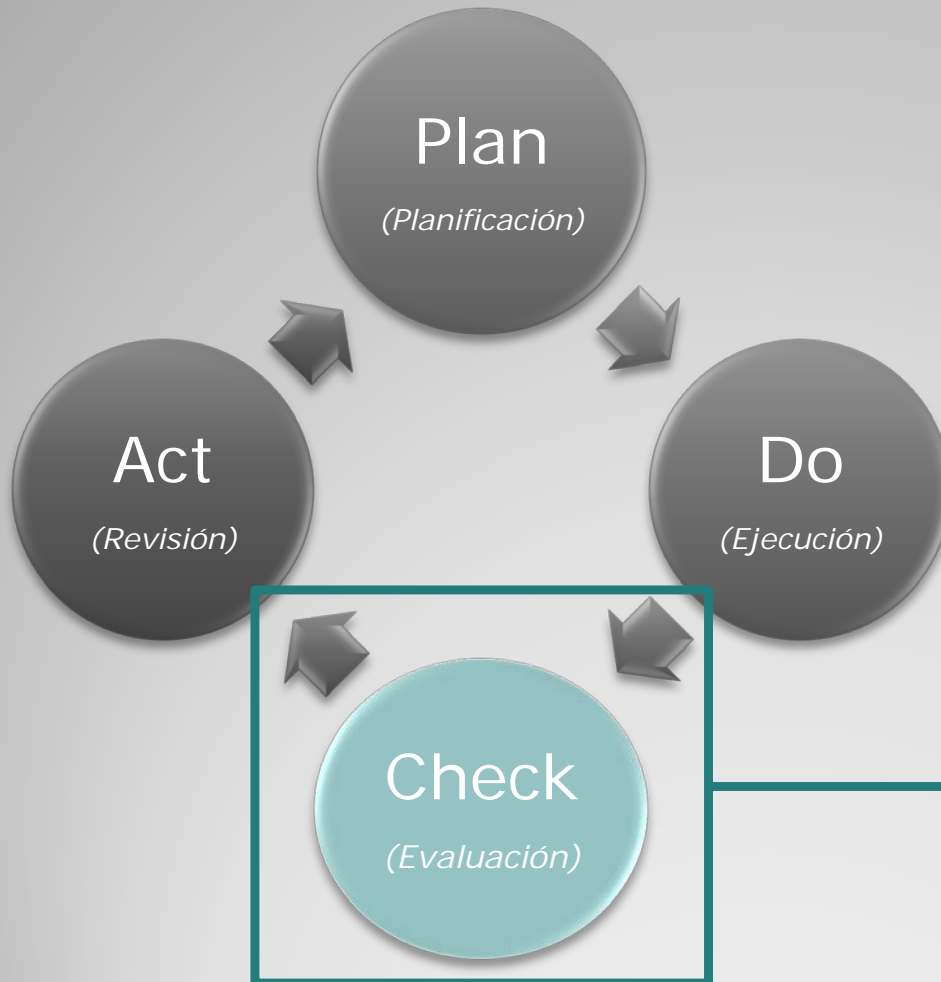 Plan
(Planificación)
Act
(Revisión)
Do
(Ejecución)
Check
(Evaluación)